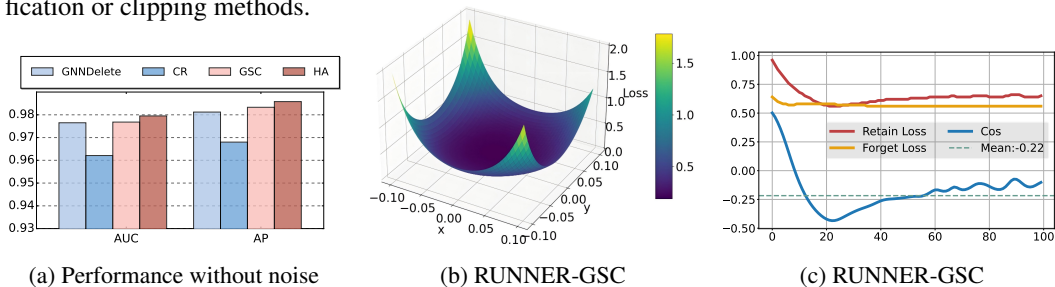 fication or clipping methods.
GNNDelete CR GSC HA
0.98
0.97
0.96
0.95
0.94
0.93
AUC AP
(a) Performance without noise
2.0
1.5
1.0
0.5
0.0
Loss
−0.10
−0.05
0.00
0.05
0.10
x
−0.10
−0.05
0.00
0.05
0.10
y
1.5
1.0
0.5
(b) RUNNER-GSC
1.00
0.75
0.50
0.25
0.00
−0.25
−0.50
Retain Loss Cos
Forget Loss Mean:-0.22
0 20 40 60 80 100
(c) RUNNER-GSC